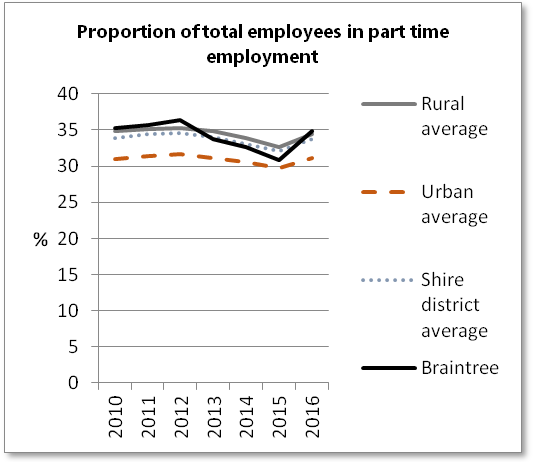 Proportion of total employees in part time
employment
40
35
30
25
20
15
10
5
0
%
2010
2011
2012
2013
2014
2015
2016
Rural
average
Urban
average
Shire
district
average
Braintree